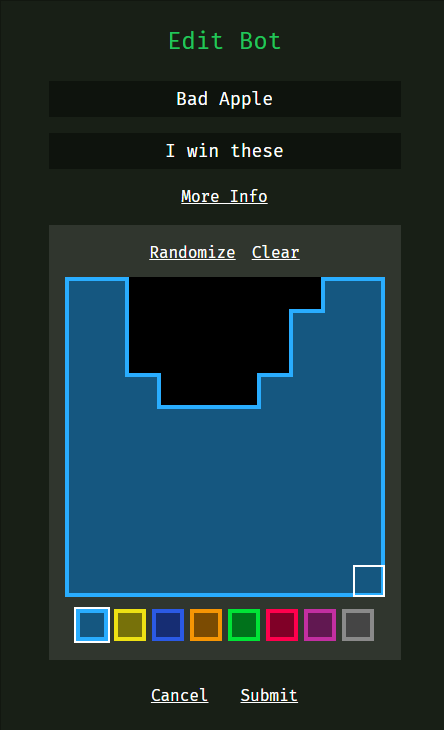 Edit Bot
Bad Apple
I win these
More Info
Randomize Clear
Cancel Submit